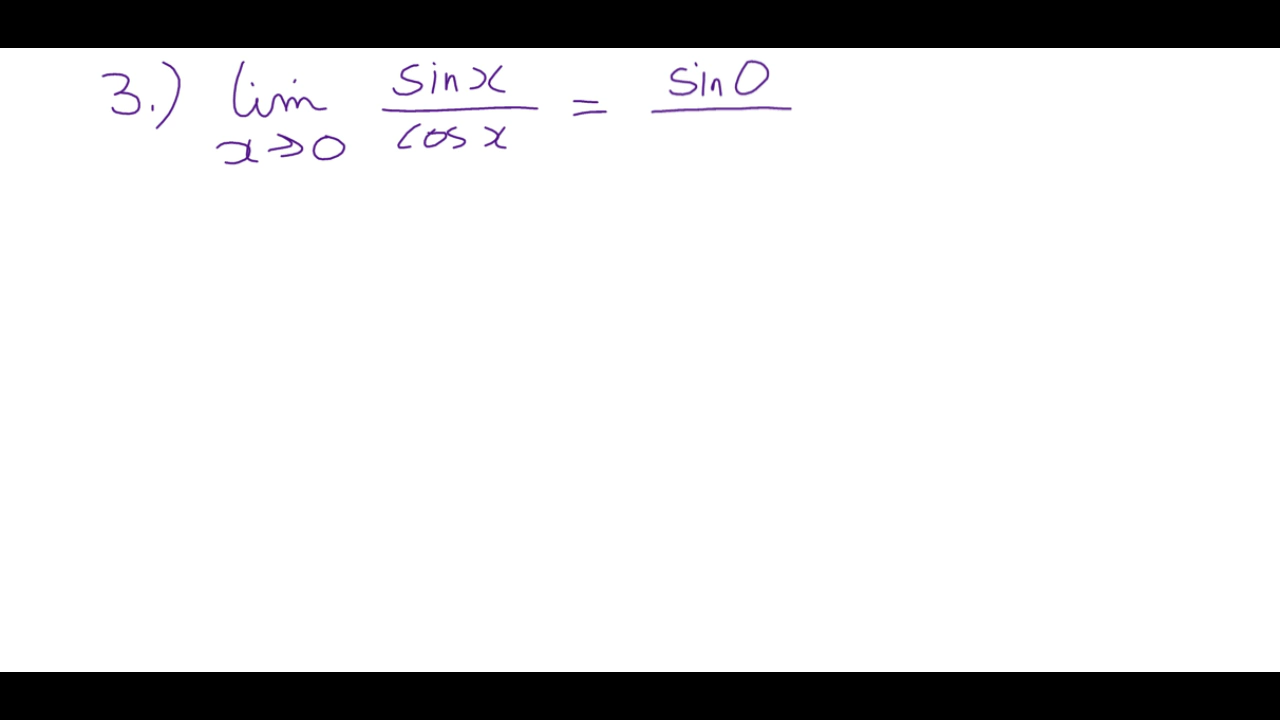 3.) lim x→0 sin x / cos x = sin 0 /